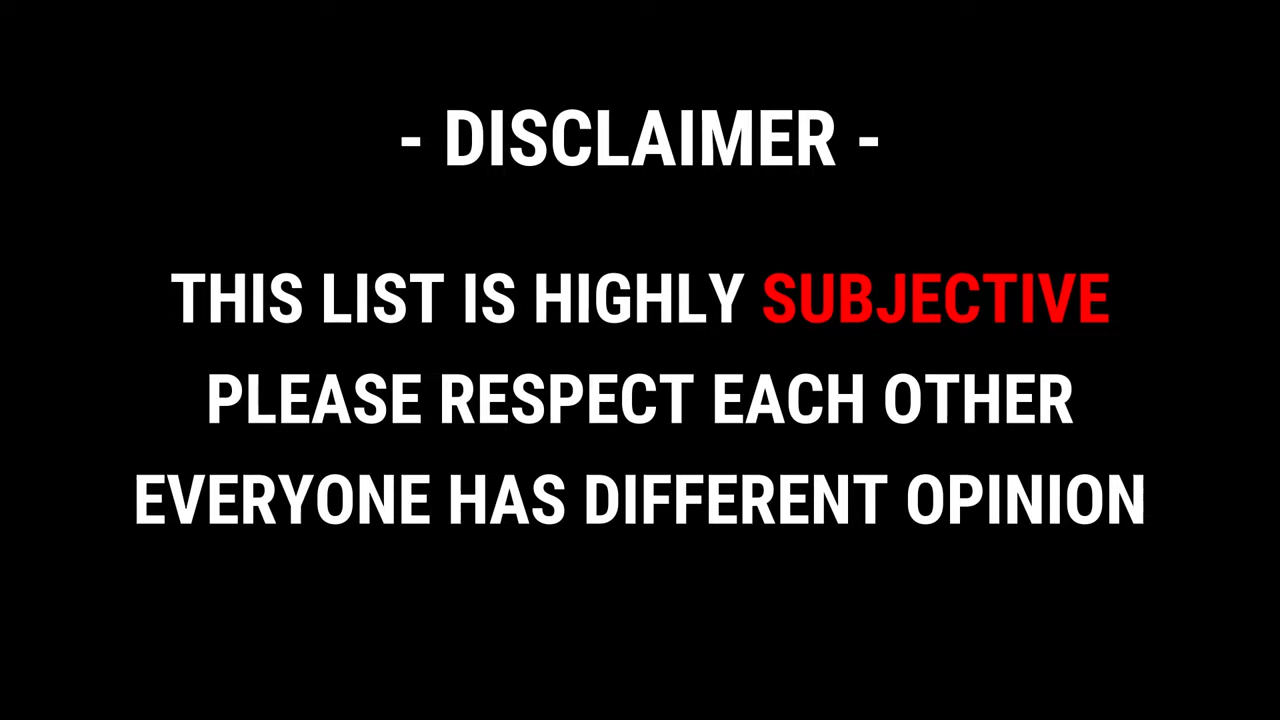 - DISCLAIMER -
THIS LIST IS HIGHLY SUBJECTIVE
PLEASE RESPECT EACH OTHER
EVERYONE HAS DIFFERENT OPINION